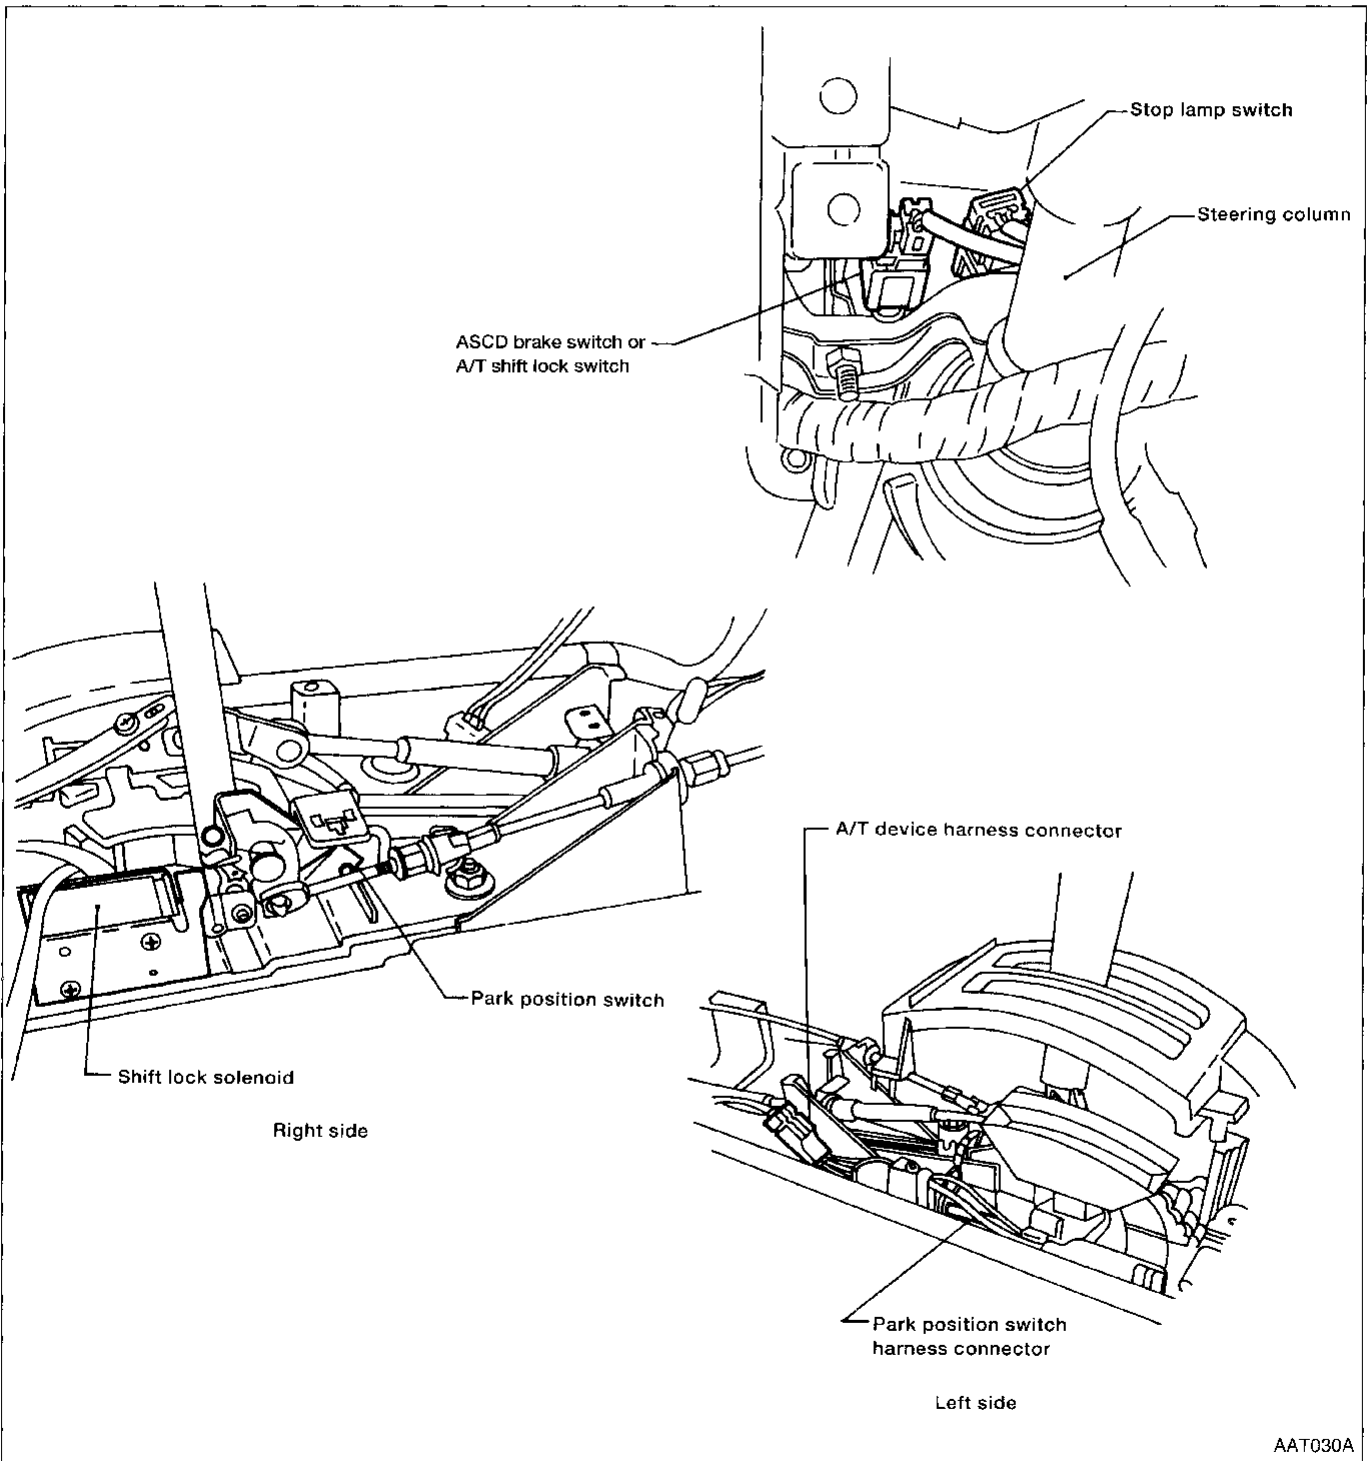 Stop lamp switch
Steering column
ASCD brake switch or
A/T shift lock switch
A/T device harness connector
Park position switch
Shift lock solenoid
Right side
Park position switch
harness connector
Left side
AAT030A